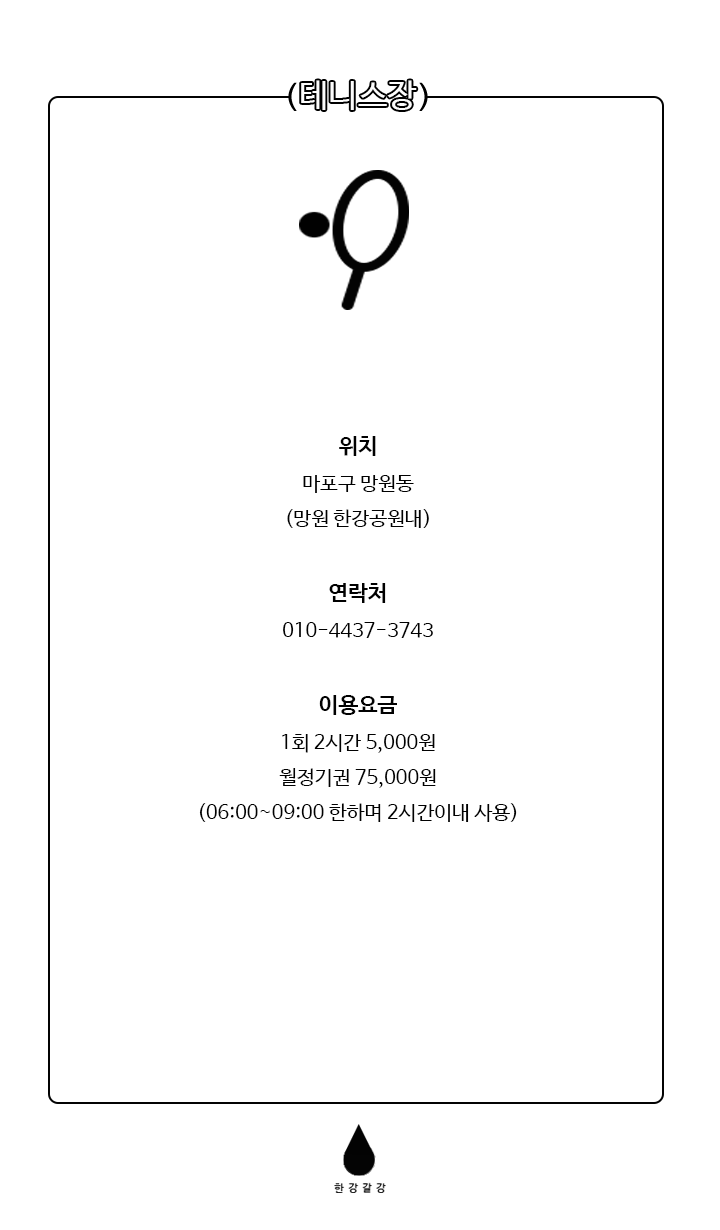 (테니스장)
위치
마포구 망원동
(망원 한강공원내)
연락처
010-4437-3743
이용요금
1회 2시간 5,000원
월정기권 75,000원
(06:00~09:00 한하며 2시간이내 사용)
한강갈강